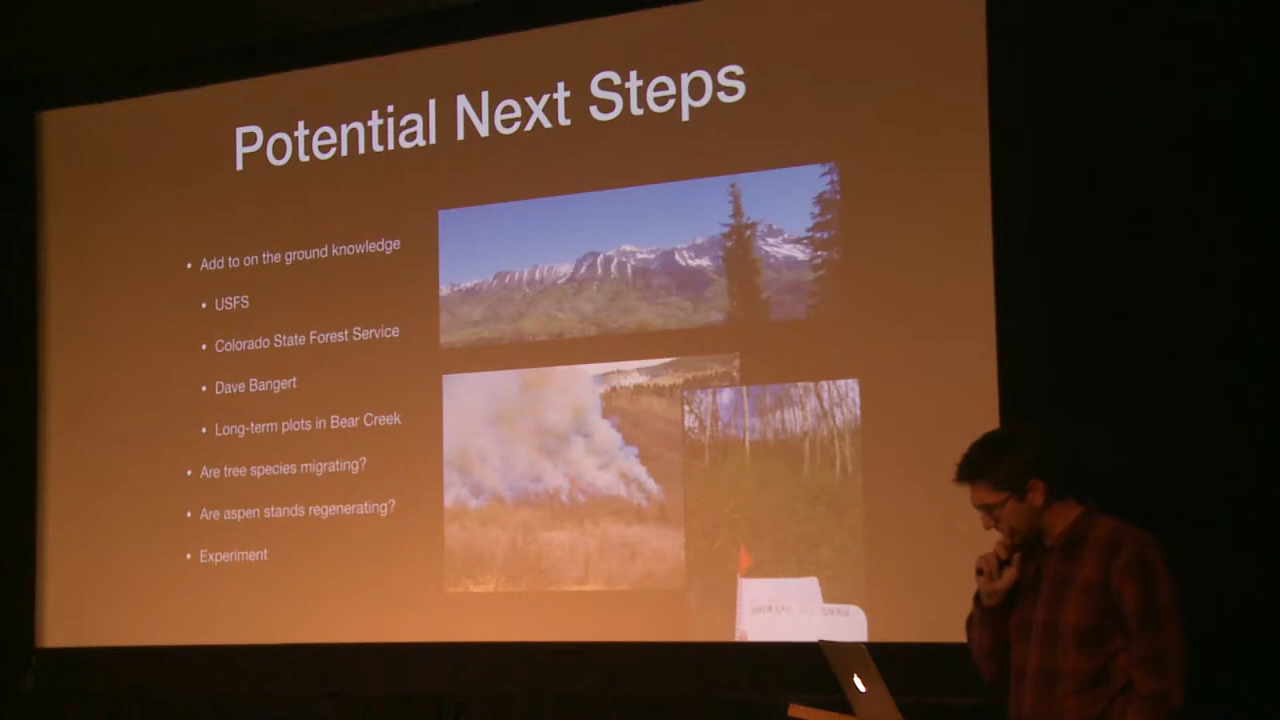 Potential Next Steps
• Add to on the ground knowledge
• USFS
• Colorado State Forest Service
• Dave Bangert
• Long-term plots in Bear Creek
• Are tree species migrating?
• Are aspen stands regenerating?
• Experiment